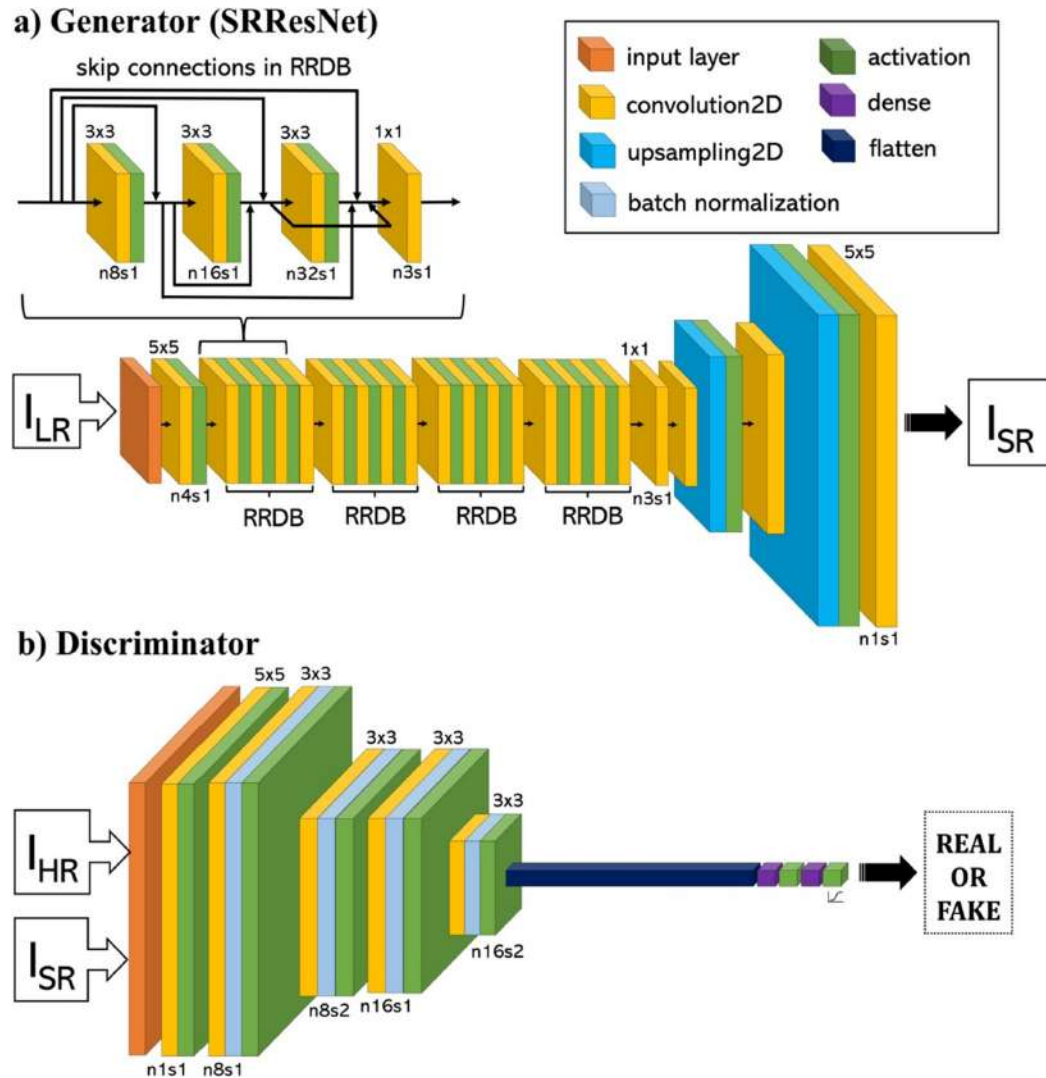 a) Generator (SRResNet)
skip connections in RRDB
3x3 3x3 3x3 1x1
n8s1 n16s1 n32s1 n3s1
input layer
convolution2D
upsampling2D
batch normalization
activation
dense
flatten
I_LR
5x5
n4s1
RRDB RRDB RRDB RRDB
1x1
n3s1
5x5
n1s1
I_SR
b) Discriminator
I_HR
I_SR
5x5 3x3
n1s1 n8s1
3x3 3x3
n8s2 n16s1
3x3
n16s2
REAL
OR
FAKE